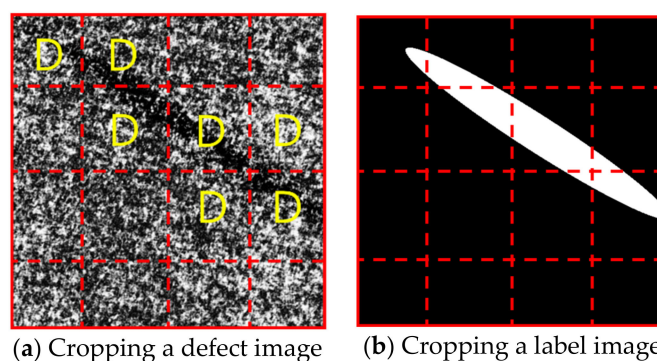 D D
D D D
D D
(a) Cropping a defect image
(b) Cropping a label image